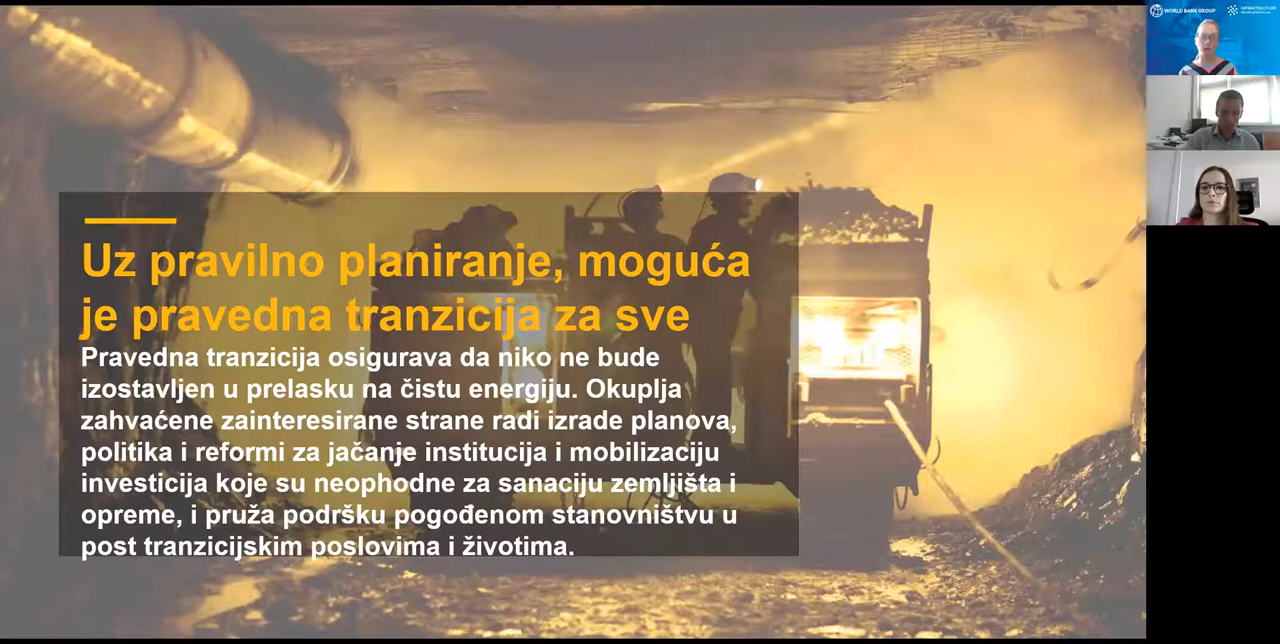 Uz pravilno planiranje, moguća
je pravedna tranzicija za sve
Pravedna tranzicija osigurava da niko ne bude
izostavljen u prelasku na čistu energiju. Okuplja
zahvaćene zainteresirane strane radi izrade planova,
politika i reformi za jačanje institucija i mobilizaciju
investicija koje su neophodne za sanaciju zemljišta i
opreme, i pruža podršku pogođenom stanovništvu u
post tranzicijskim poslovima i životima.
WORLD BANK GROUP
INFRASTRUCTURE